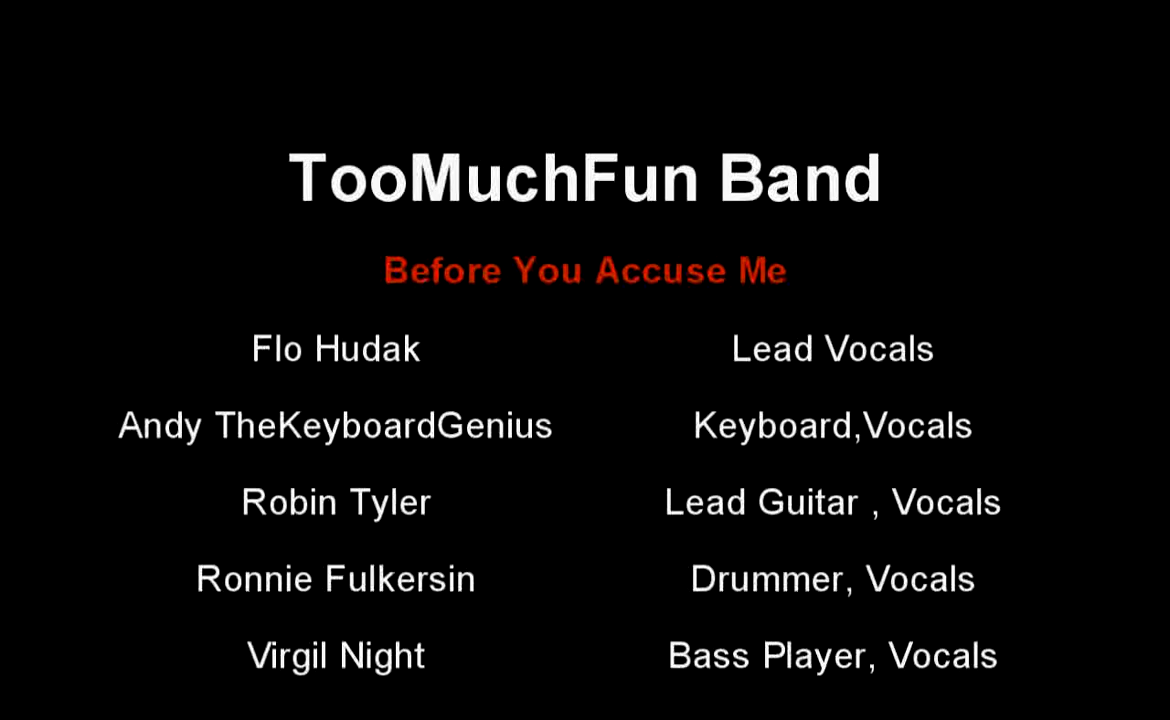 TooMuchFun Band
Before You Accuse Me
Flo Hudak Lead Vocals
Andy TheKeyboardGenius Keyboard,Vocals
Robin Tyler Lead Guitar , Vocals
Ronnie Fulkersin Drummer, Vocals
Virgil Night Bass Player, Vocals